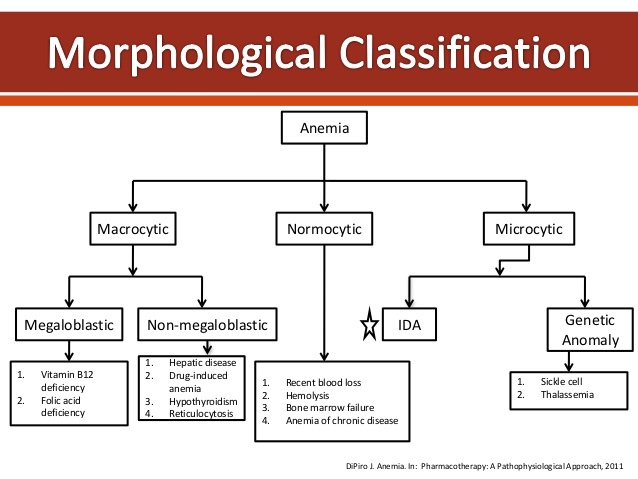 Morphological Classification
Anemia
Macrocytic
Normocytic
Microcytic
Megaloblastic
Non-megaloblastic
IDA
Genetic
Anomaly
1. Vitamin B12
deficiency
2. Folic acid
deficiency
1. Hepatic disease
2. Drug-induced
anemia
3. Hypothyroidism
4. Reticulocytosis
1. Recent blood loss
2. Hemolysis
3. Bone marrow failure
4. Anemia of chronic disease
1. Sickle cell
2. Thalassemia
DiPiro J. Anemia. In: Pharmacotherapy: A Pathophysiological Approach, 2011